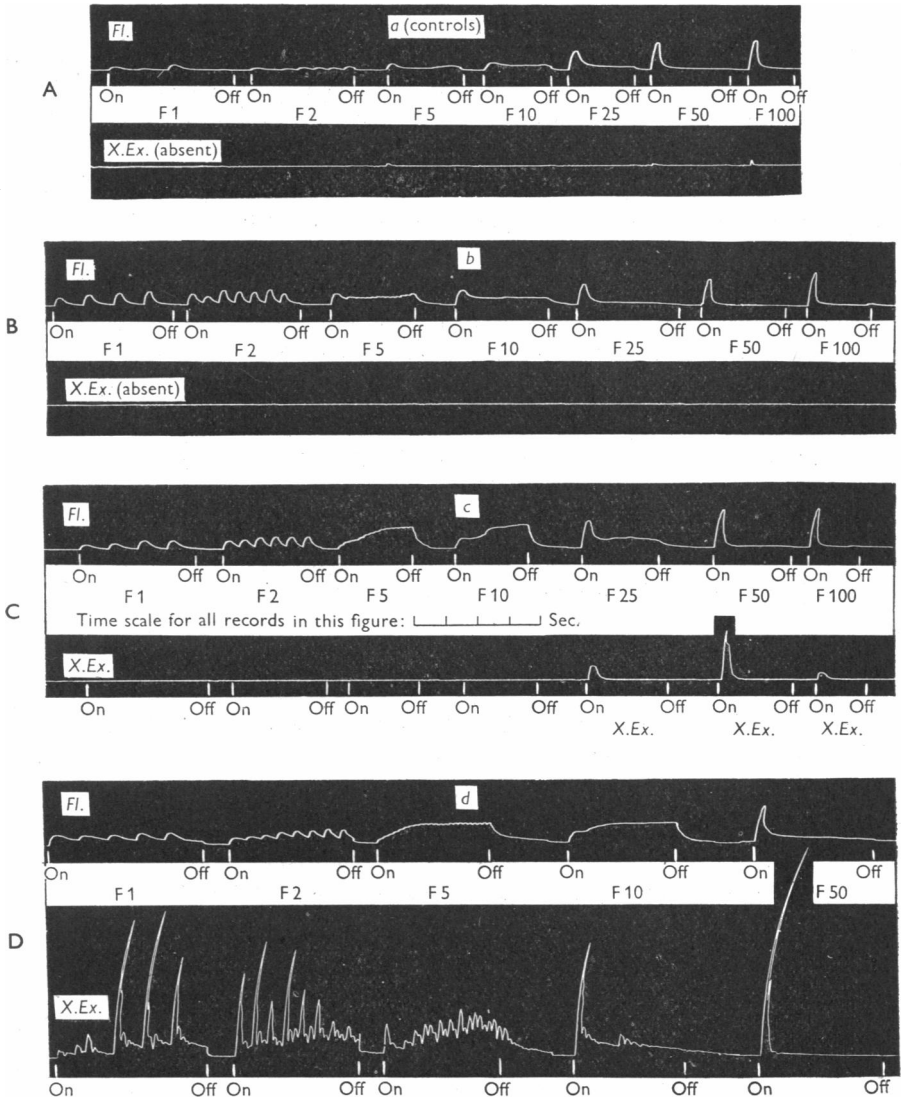 a (controls)
Fl.
A
On Off On Off On Off On Off On Off On Off On Off
F 1 F 2 F 5 F 10 F 25 F 50 F 100
X.Ex. (absent)
b
Fl.
B
On Off On Off On Off On Off On Off On Off On Off
F 1 F 2 F 5 F 10 F 25 F 50 F 100
X.Ex. (absent)
c
Fl.
On Off On Off On Off On Off On Off On Off On Off
F 1 F 2 F 5 F 10 F 25 F 50 F 100
C
Time scale for all records in this figure: Sec.
X.Ex.
On Off On Off On Off On Off On Off On Off On Off
X.Ex. X.Ex. X.Ex.
d
Fl.
On Off On Off On Off On Off On Off
F 1 F 2 F 5 F 10 F 50
D
X.Ex.
On Off On Off On Off On Off On Off